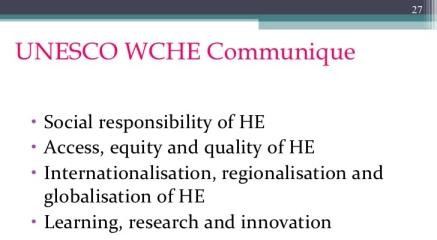 27
UNESCO WCHE Communique
• Social responsibility of HE
• Access, equity and quality of HE
• Internationalisation, regionalisation and
globalisation of HE
• Learning, research and innovation